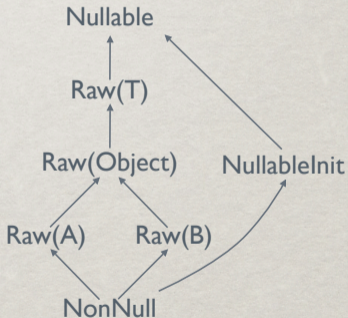 Nullable
Raw(T)
Raw(Object)
NullableInit
Raw(A)
Raw(B)
NonNull